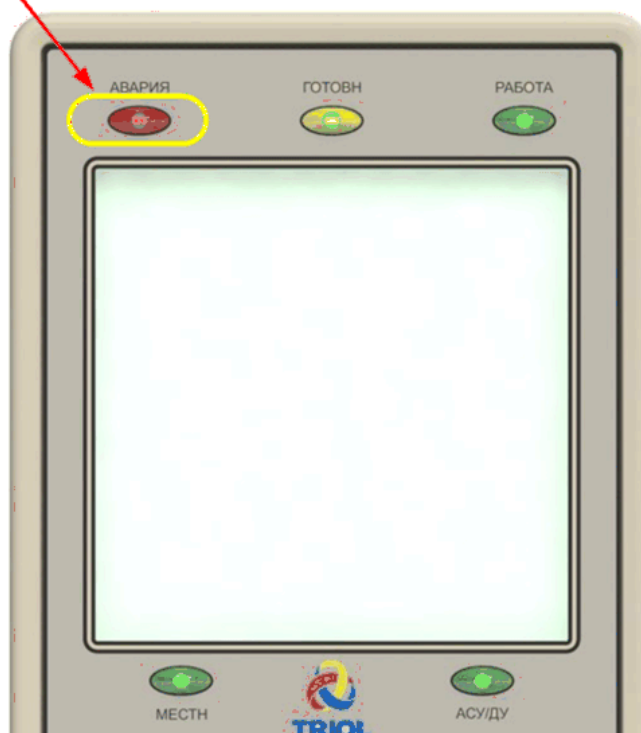 АВАРИЯ
ГОТОВН
РАБОТА
МЕСТН
TRIOL
АСУ/ДУ